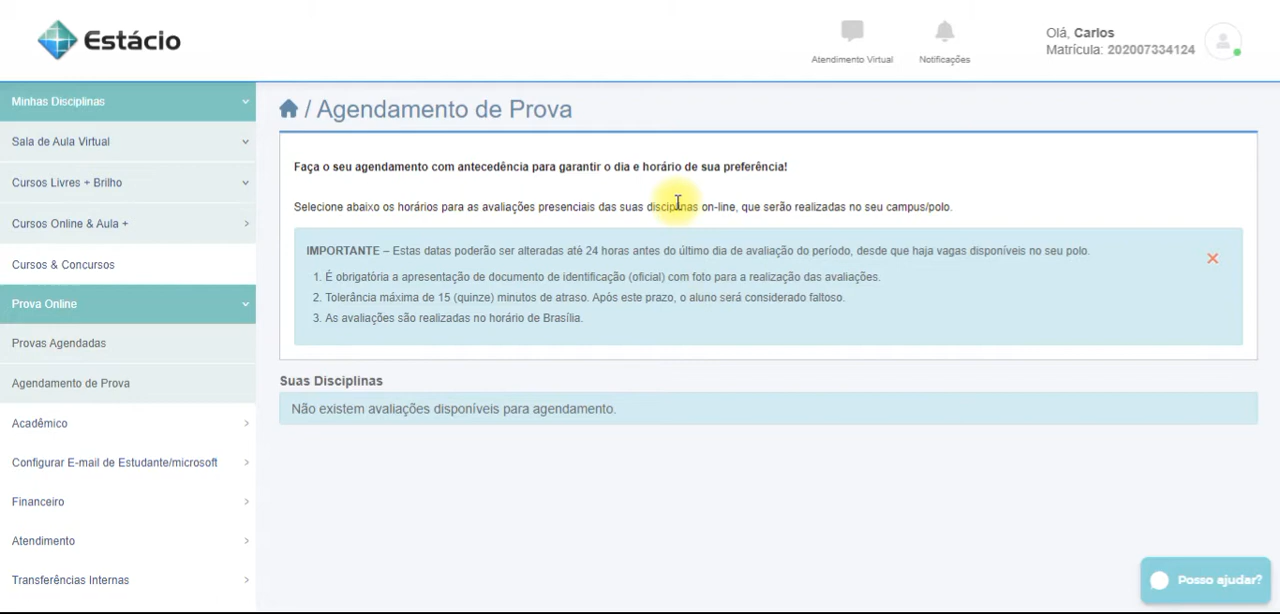 Estácio
Atendimento Virtual
Notificações
Olá, Carlos
Matrícula: 202007334124
Minhas Disciplinas
Sala de Aula Virtual
Cursos Livres + Brilho
Cursos Online & Aula +
Cursos & Concursos
Prova Online
Provas Agendadas
Agendamento de Prova
Acadêmico
Configurar E-mail de Estudante/microsoft
Financeiro
Atendimento
Transferências Internas
/ Agendamento de Prova
Faça o seu agendamento com antecedência para garantir o dia e horário de sua preferência!
Selecione abaixo os horários para as avaliações presenciais das suas disciplinas on-line, que serão realizadas no seu campus/polo.
IMPORTANTE – Estas datas poderão ser alteradas até 24 horas antes do último dia de avaliação do período, desde que haja vagas disponíveis no seu polo.
1. É obrigatória a apresentação de documento de identificação (oficial) com foto para a realização das avaliações.
2. Tolerância máxima de 15 (quinze) minutos de atraso. Após este prazo, o aluno será considerado faltoso.
3. As avaliações são realizadas no horário de Brasília.
Suas Disciplinas
Não existem avaliações disponíveis para agendamento.
Posso ajudar?